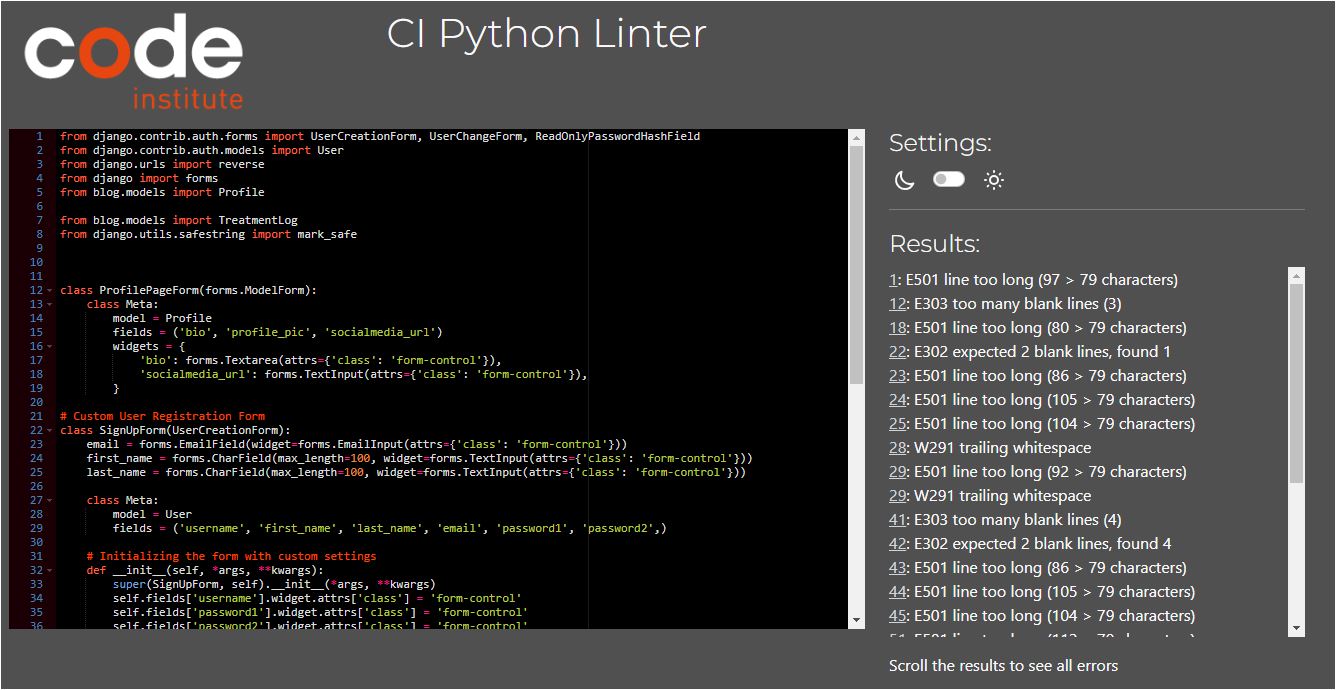 code
institute
CI Python Linter
1 from django.contrib.auth.forms import UserCreationForm, UserChangeForm, ReadOnlyPasswordHashField
2 from django.contrib.auth.models import User
3 from django.urls import reverse
4 from django import forms
5 from blog.models import Profile
6
7 from blog.models import TreatmentLog
8 from django.utils.safestring import mark_safe
9
10
11
12 class ProfilePageForm(forms.ModelForm):
13     class Meta:
14         model = Profile
15         fields = ('bio', 'profile_pic', 'socialmedia_url')
16         widgets = {
17             'bio': forms.Textarea(attrs={'class': 'form-control'}),
18             'socialmedia_url': forms.TextInput(attrs={'class': 'form-control'}),
19         }
20
21 # Custom User Registration Form
22 class SignUpForm(UserCreationForm):
23     email = forms.EmailField(widget=forms.EmailInput(attrs={'class': 'form-control'}))
24     first_name = forms.CharField(max_length=100, widget=forms.TextInput(attrs={'class': 'form-control'}))
25     last_name = forms.CharField(max_length=100, widget=forms.TextInput(attrs={'class': 'form-control'}))
26
27     class Meta:
28         model = User
29         fields = ('username', 'first_name', 'last_name', 'email', 'password1', 'password2',)
30
31     # Initializing the form with custom settings
32     def __init__(self, *args, **kwargs):
33         super(SignUpForm, self).__init__(*args, **kwargs)
34         self.fields['username'].widget.attrs['class'] = 'form-control'
35         self.fields['password1'].widget.attrs['class'] = 'form-control'
36         self.fields['password2'].widget.attrs['class'] = 'form-control'
Settings:
Results:
1: E501 line too long (97 > 79 characters)
12: E303 too many blank lines (3)
18: E501 line too long (80 > 79 characters)
22: E302 expected 2 blank lines, found 1
23: E501 line too long (86 > 79 characters)
24: E501 line too long (105 > 79 characters)
25: E501 line too long (104 > 79 characters)
28: W291 trailing whitespace
29: E501 line too long (92 > 79 characters)
29: W291 trailing whitespace
41: E303 too many blank lines (4)
42: E302 expected 2 blank lines, found 4
43: E501 line too long (86 > 79 characters)
44: E501 line too long (105 > 79 characters)
45: E501 line too long (104 > 79 characters)
Scroll the results to see all errors